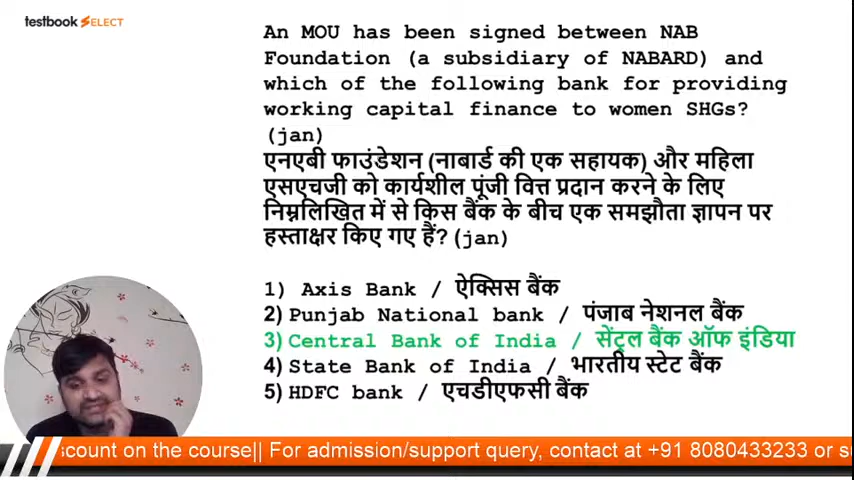 testbook SELECT
An MOU has been signed between NAB
Foundation (a subsidiary of NABARD) and
which of the following bank for providing
working capital finance to women SHGs?
(jan)
एनएबी फाउंडेशन (नाबार्ड की एक सहायक) और महिला
एसएचजी को कार्यशील पूंजी वित्त प्रदान करने के लिए
निम्नलिखित में से किस बैंक के बीच एक समझौता ज्ञापन पर
हस्ताक्षर किए गए हैं? (jan)
1) Axis Bank / ऐक्सिस बैंक
2) Punjab National bank / पंजाब नेशनल बैंक
3) Central Bank of India / सेंट्रल बैंक ऑफ इंडिया
4) State Bank of India / भारतीय स्टेट बैंक
5) HDFC bank / एचडीएफसी बैंक
scount on the course|| For admission/support query, contact at +91 8080433233 or s